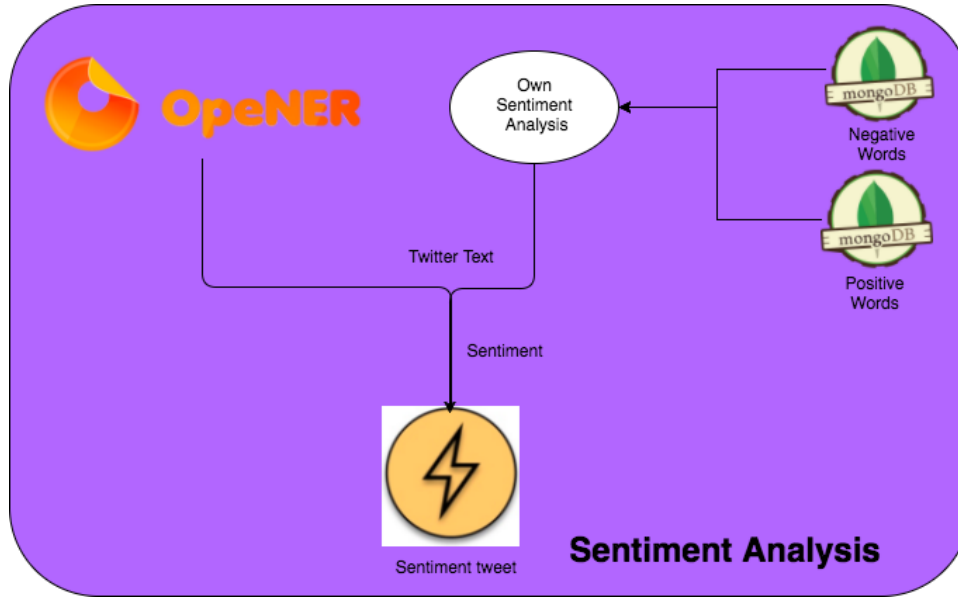 OpeNER
Own
Sentiment
Analysis
mongoDB
Negative
Words
mongoDB
Positive
Words
Twitter Text
Sentiment
Sentiment tweet
Sentiment Analysis